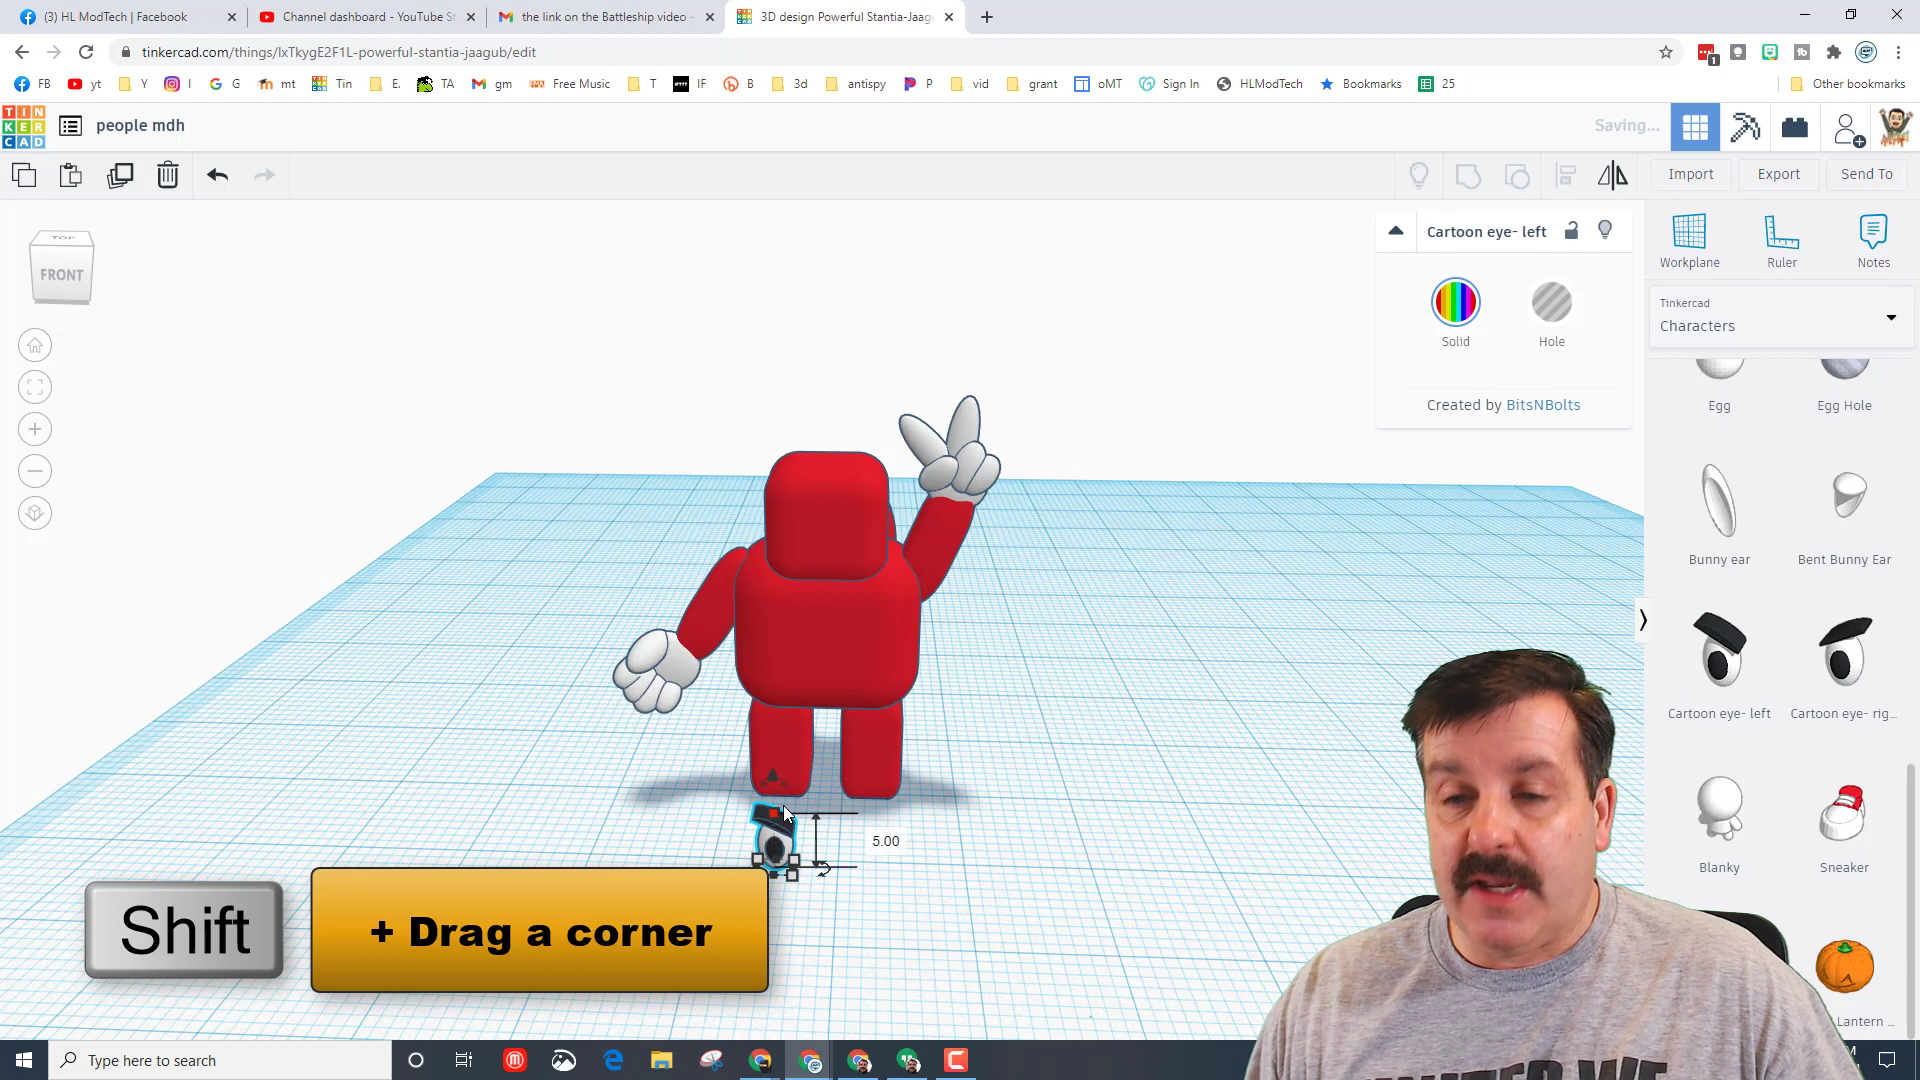 (3) HL ModTech | Facebook
Channel dashboard - YouTube St
the link on the Battleship video -
3D design Powerful Stantia-Jaagu
tinkercad.com/things/lxTkygE2F1L-powerful-stantia-jaagub/edit
1
FB yt Y I G mt Tin E. TA gm Free Music T IF B 3d antispy P vid grant oMT Sign In HLModTech Bookmarks 25 Other bookmarks
TIN
KER
CAD
people mdh
Saving...
Import Export Send To
TOP
FRONT
Cartoon eye- left
Solid
Hole
Created by BitsNBolts
Workplane
Ruler
Notes
Tinkercad
Characters
Egg
Egg Hole
Bunny ear
Bent Bunny Ear
Cartoon eye- left
Cartoon eye- rig...
Blanky
Sneaker
Lantern ...
5.00
Shift
+ Drag a corner
Type here to search